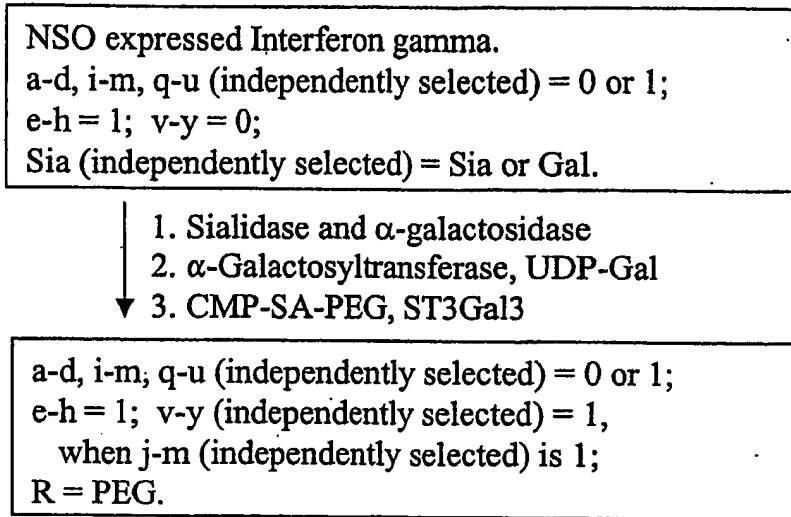 NSO expressed Interferon gamma.
a-d, i-m, q-u (independently selected) = 0 or 1;
e-h = 1; v-y = 0;
Sia (independently selected) = Sia or Gal.
1. Sialidase and α-galactosidase
2. α-Galactosyltransferase, UDP-Gal
3. CMP-SA-PEG, ST3Gal3
a-d, i-m, q-u (independently selected) = 0 or 1;
e-h = 1; v-y (independently selected) = 1,
when j-m (independently selected) is 1;
R = PEG.